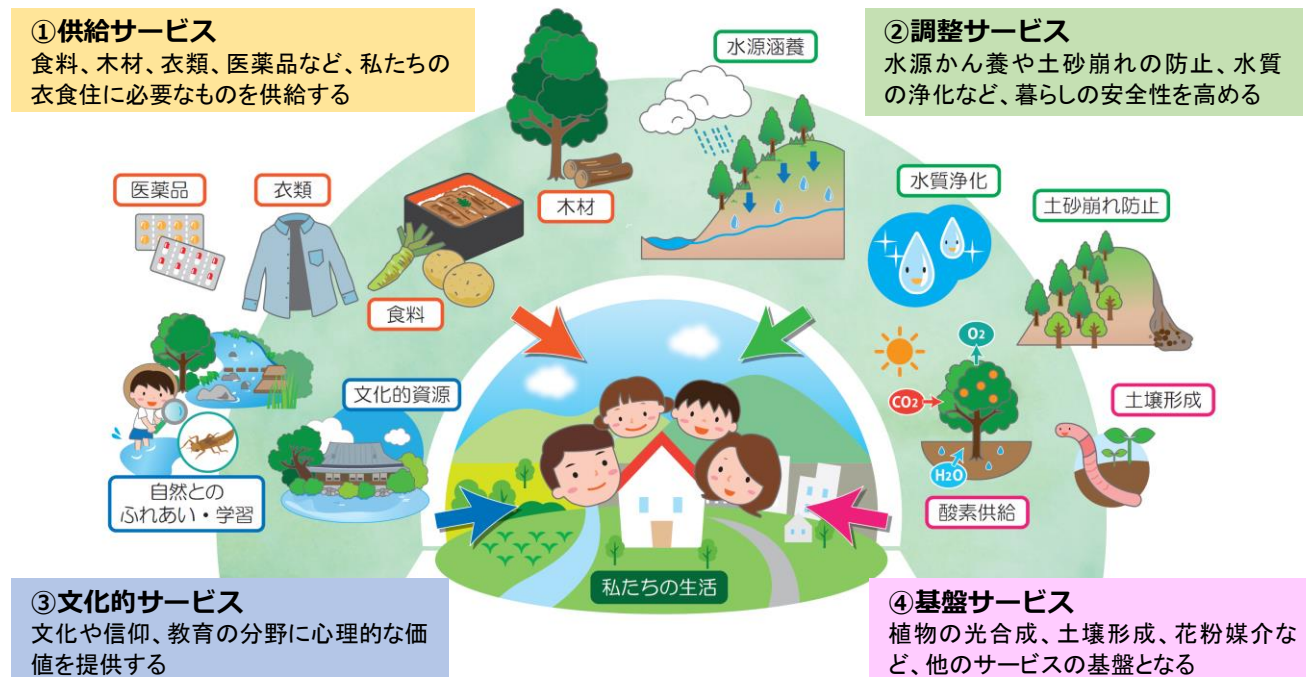 ①供給サービス
食料、木材、衣類、医薬品など、私たちの
衣食住に必要なものを供給する
②調整サービス
水源かん養や土砂崩れの防止、水質
の浄化など、暮らしの安全性を高める
水源涵養
医薬品
衣類
木材
水質浄化
土砂崩れ防止
食料
O2
文化的資源
CO2
土壌形成
H2O
自然との
ふれあい・学習
酸素供給
私たちの生活
③文化的サービス
文化や信仰、教育の分野に心理的な価
値を提供する
④基盤サービス
植物の光合成、土壌形成、花粉媒介な
ど、他のサービスの基盤となる